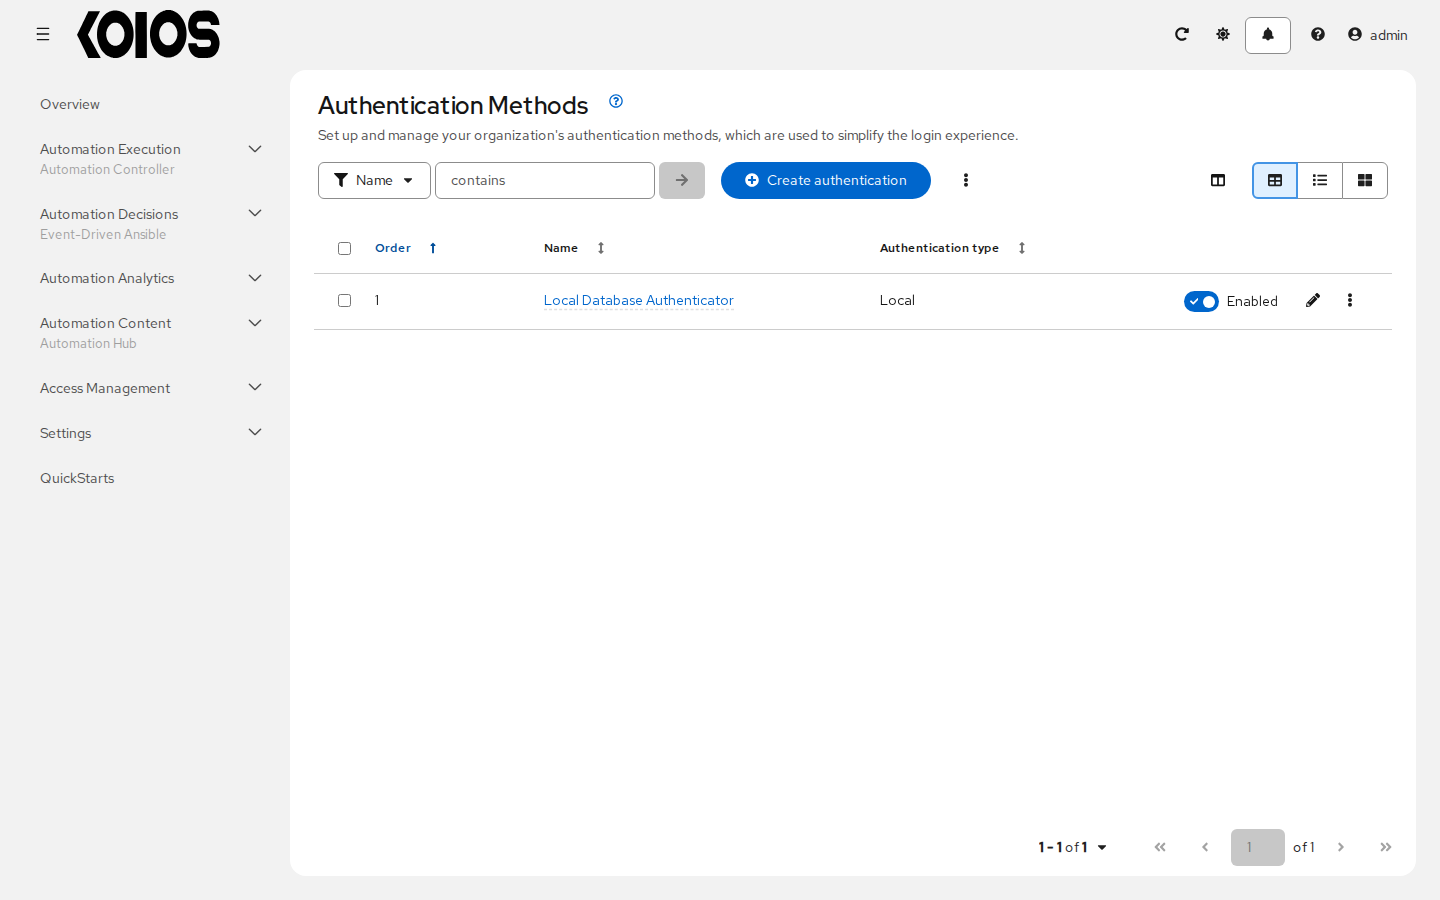 KOIOS
admin
Overview
Automation Execution
Automation Controller
Automation Decisions
Event-Driven Ansible
Automation Analytics
Automation Content
Automation Hub
Access Management
Settings
QuickStarts
Authentication Methods
Set up and manage your organization's authentication methods, which are used to simplify the login experience.
Name
contains
Create authentication
Order Name Authentication type
1 Local Database Authenticator Local Enabled
1 - 1 of 1
1 of 1